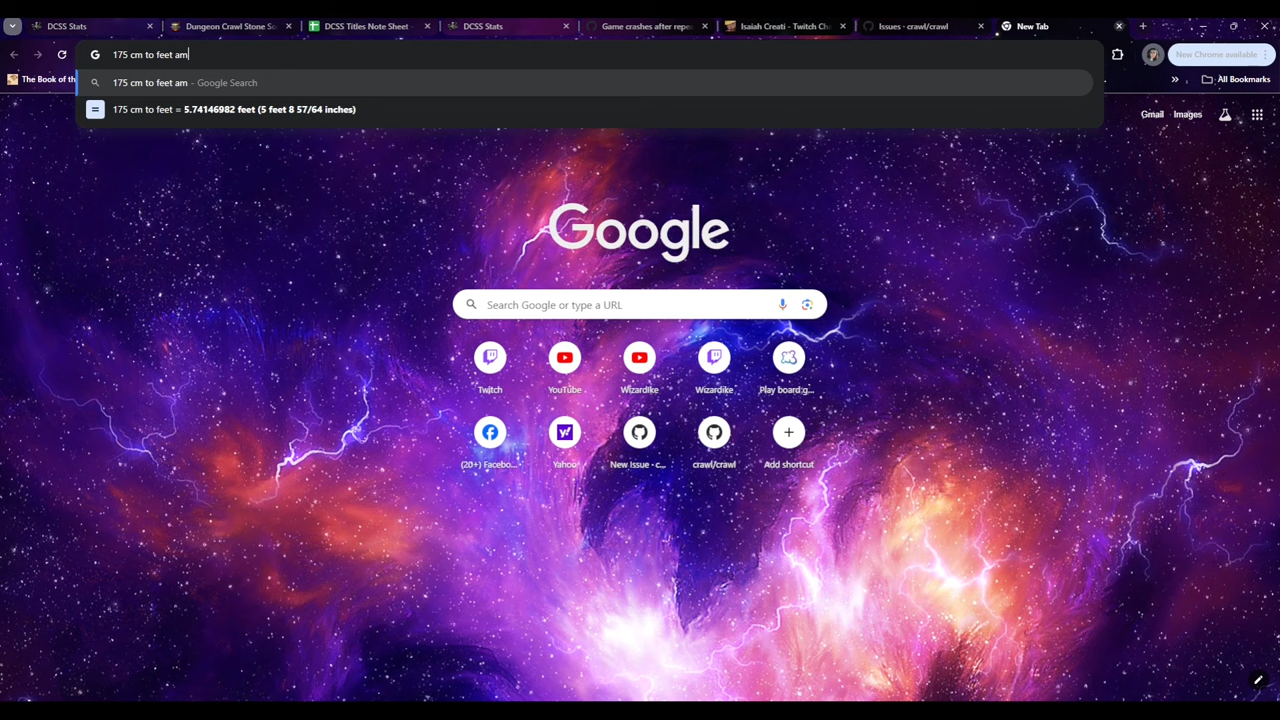 DCSS Stats
Dungeon Crawl Stone So
DCSS Titles Note Sheet -
DCSS Stats
Game crashes after repe
Isaiah Creati - Twitch Ch
Issues · crawl/crawl
New Tab
175 cm to feet am
New Chrome available
The Book of th
All Bookmarks
175 cm to feet am - Google Search
175 cm to feet = 5.74146982 feet (5 feet 8 57/64 inches)
Gmail Images
Google
Search Google or type a URL
Twitch YouTube Wizardike Wizardike Play board g...
(20+) Facebo... Yahoo New Issue · c... crawl/crawl Add shortcut